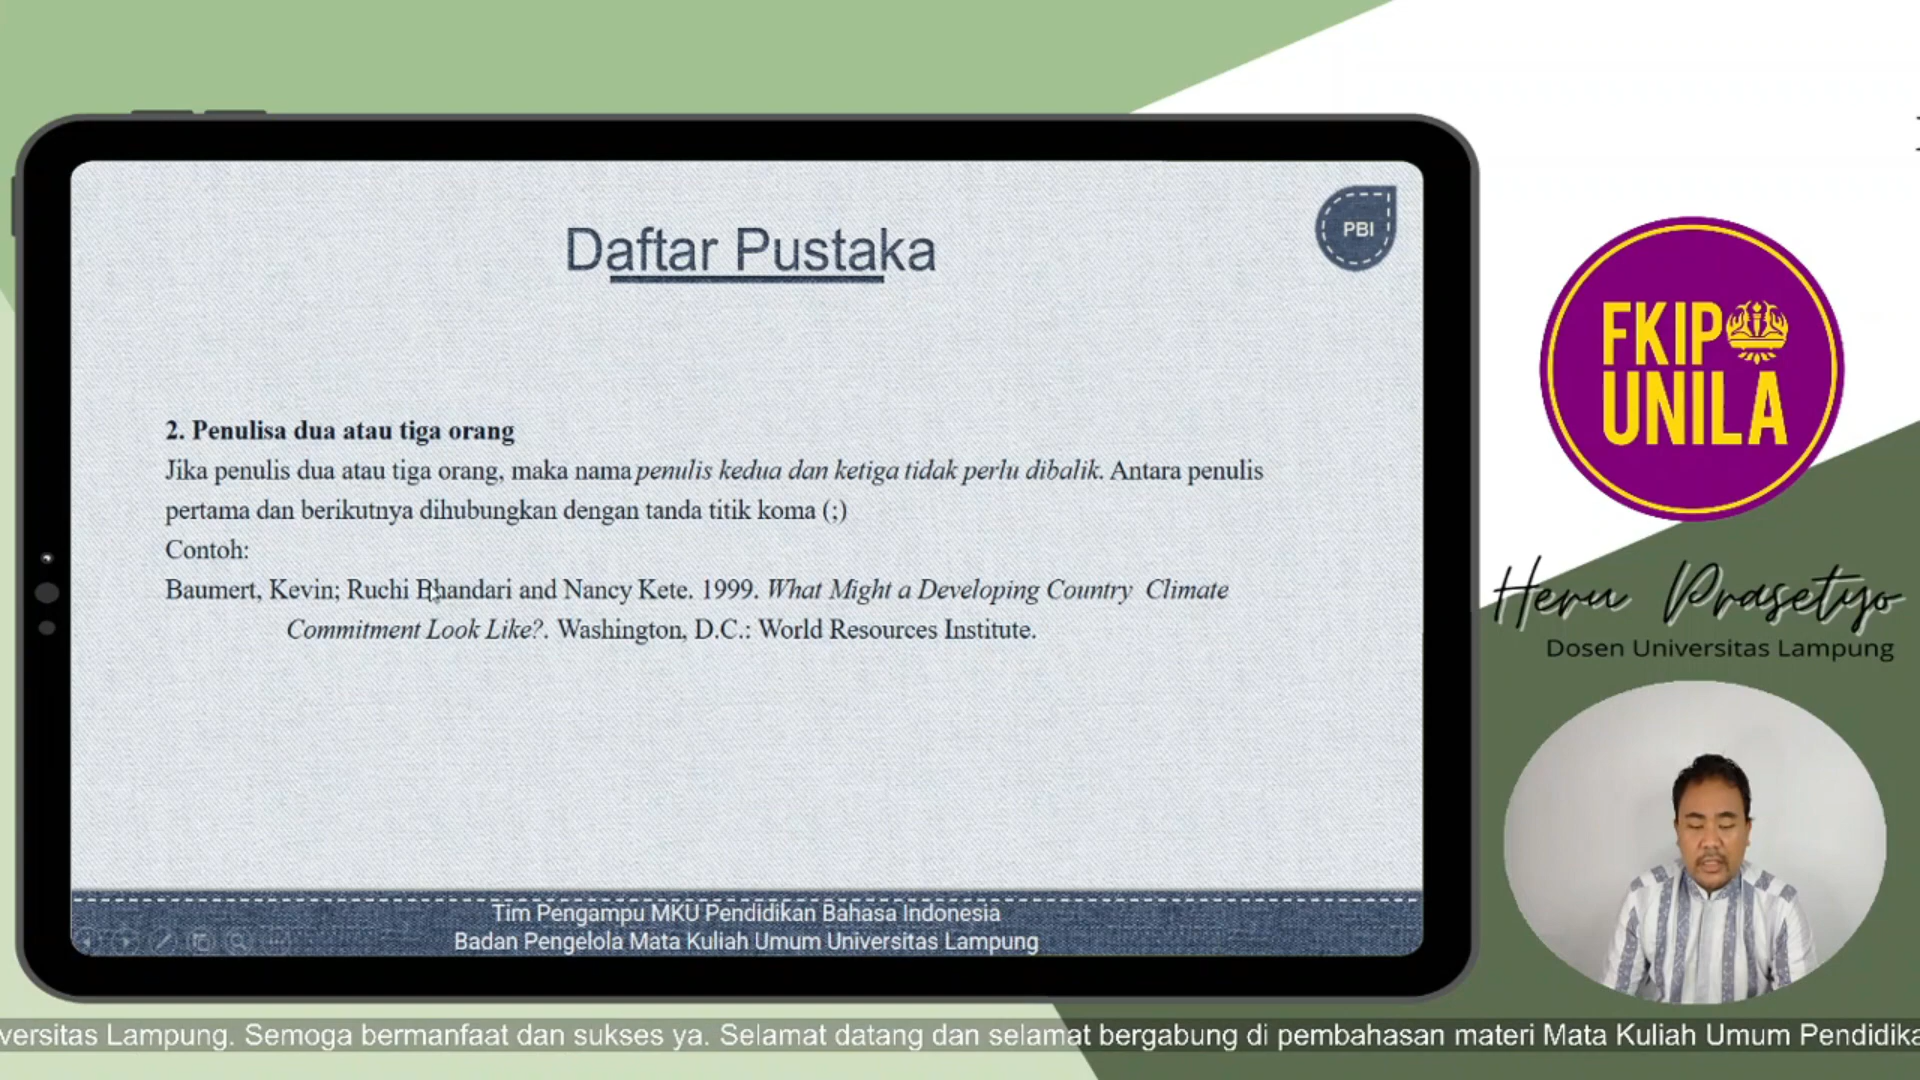 Daftar Pustaka
PBI
2. Penulisa dua atau tiga orang
Jika penulis dua atau tiga orang, maka nama penulis kedua dan ketiga tidak perlu dibalik. Antara penulis
pertama dan berikutnya dihubungkan dengan tanda titik koma (;)
Contoh:
Baumert, Kevin; Ruchi Bhandari and Nancy Kete. 1999. What Might a Developing Country Climate
Commitment Look Like?. Washington, D.C.: World Resources Institute.
Tim Pengampu MKU Pendidikan Bahasa Indonesia
Badan Pengelola Mata Kuliah Umum Universitas Lampung
FKIP
UNILA
Heru Prasetyo
Dosen Universitas Lampung
versitas Lampung. Semoga bermanfaat dan sukses ya. Selamat datang dan selamat bergabung di pembahasan materi Mata Kuliah Umum Pendidika